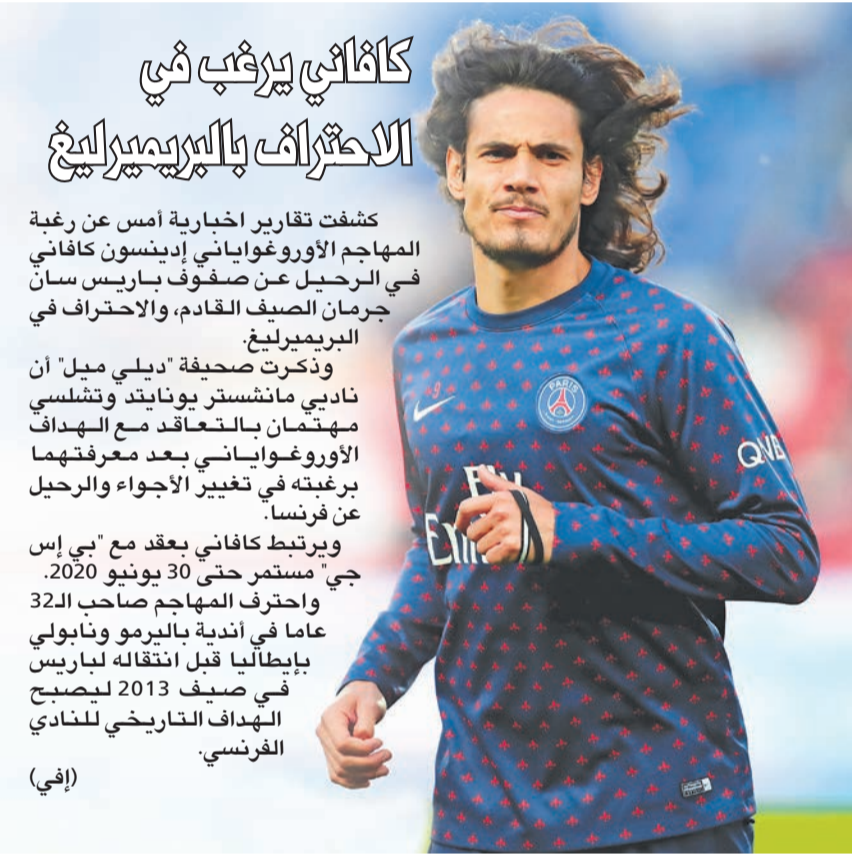 كافاني يرغب في
الاحتراف بالبريميرليغ
كشفت تقارير اخبارية أمس عن رغبة
المهاجم الأوروغواياني إدينسون كافاني
في الرحيل عن صفوف باريس سان
جرمان الصيف القادم، والاحتراف في
البريميرليغ.
وذكرت صحيفة "ديلي ميل" أن
ناديي مانشستر يونايتد وتشلسي
مهتمان بالتعاقد مع الهداف
الأوروغواياني بعد معرفتهما
برغبته في تغيير الأجواء والرحيل
عن فرنسا.
ويرتبط كافاني بعقد مع "بي إس
جي" مستمر حتى 30 يونيو 2020.
واحترف المهاجم صاحب الـ32
عاما في أندية باليرمو ونابولي
بإيطاليا قبل انتقاله لباريس
في صيف 2013 ليصبح
الهداف التاريخي للنادي
الفرنسي.
(إفي)
9
PARIS
QNB
Fly